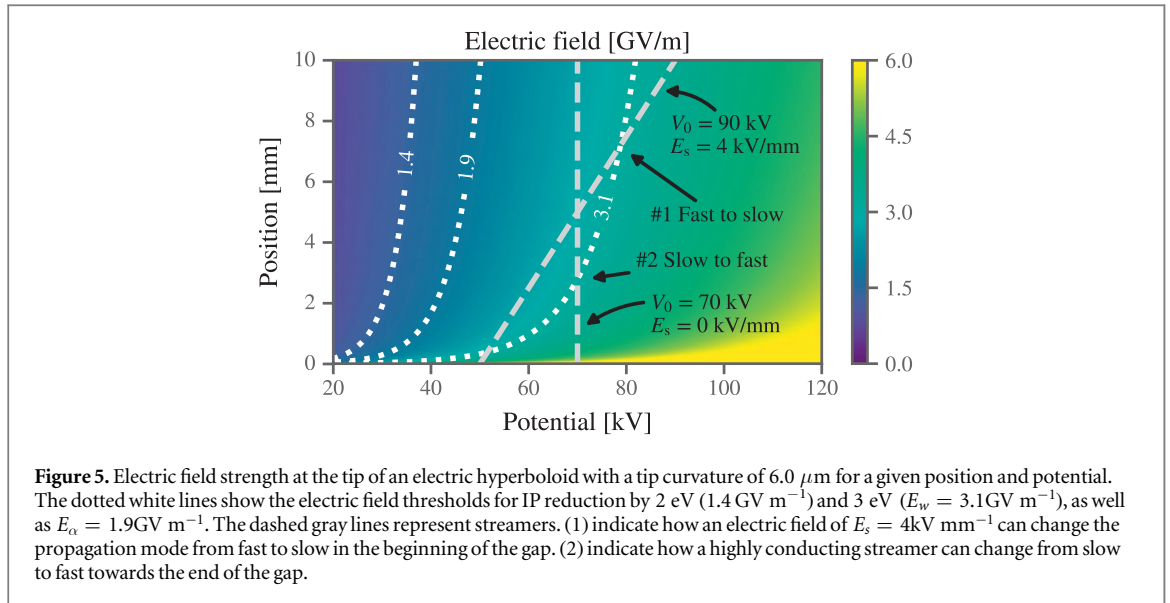 Electric field [GV/m]
10
8
6
4
2
0
Position [mm]
1.4
1.9
3.1
V₀ = 90 kV
Eₛ = 4 kV/mm
#1 Fast to slow
#2 Slow to fast
V₀ = 70 kV
Eₛ = 0 kV/mm
6.0
4.5
3.0
1.5
0.0
20 40 60 80 100 120
Potential [kV]
Figure 5. Electric field strength at the tip of an electric hyperboloid with a tip curvature of 6.0 μm for a given position and potential.
The dotted white lines show the electric field thresholds for IP reduction by 2 eV (1.4 GV m⁻¹) and 3 eV (E_w = 3.1GV m⁻¹), as well
as E_α = 1.9GV m⁻¹. The dashed gray lines represent streamers. (1) indicate how an electric field of Eₛ = 4kV mm⁻¹ can change the
propagation mode from fast to slow in the beginning of the gap. (2) indicate how a highly conducting streamer can change from slow
to fast towards the end of the gap.